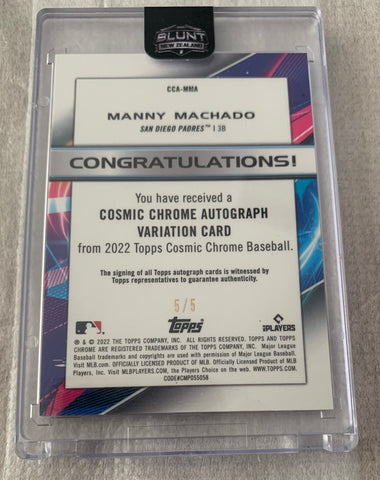 BLUNT
NEW ZEALAND
CCA-MMA
MANNY MACHADO
SAN DIEGO PADRES™ | 3B
CONGRATULATIONS!
You have received a
COSMIC CHROME AUTOGRAPH
VARIATION CARD
from 2022 Topps Cosmic Chrome Baseball.
The signing of all Topps autograph cards is witnessed by
Topps representatives to guarantee authenticity.
5/5
topps
PLAYERS
® & © 2022 THE TOPPS COMPANY, INC. ALL RIGHTS RESERVED. TOPPS AND TOPPS
CHROME ARE REGISTERED TRADEMARKS OF THE TOPPS COMPANY, INC. Major League
Baseball trademarks and copyrights are used with permission of Major League Baseball.
Visit MLB.com. OFFICIALLY LICENSED PRODUCT OF MLB. Officially Licensed Product of MLB
Players, Inc. Visit MLBPLAYERS.com, the Players Choice on the web. WWW.TOPPS.COM.
CODE#CMP055058